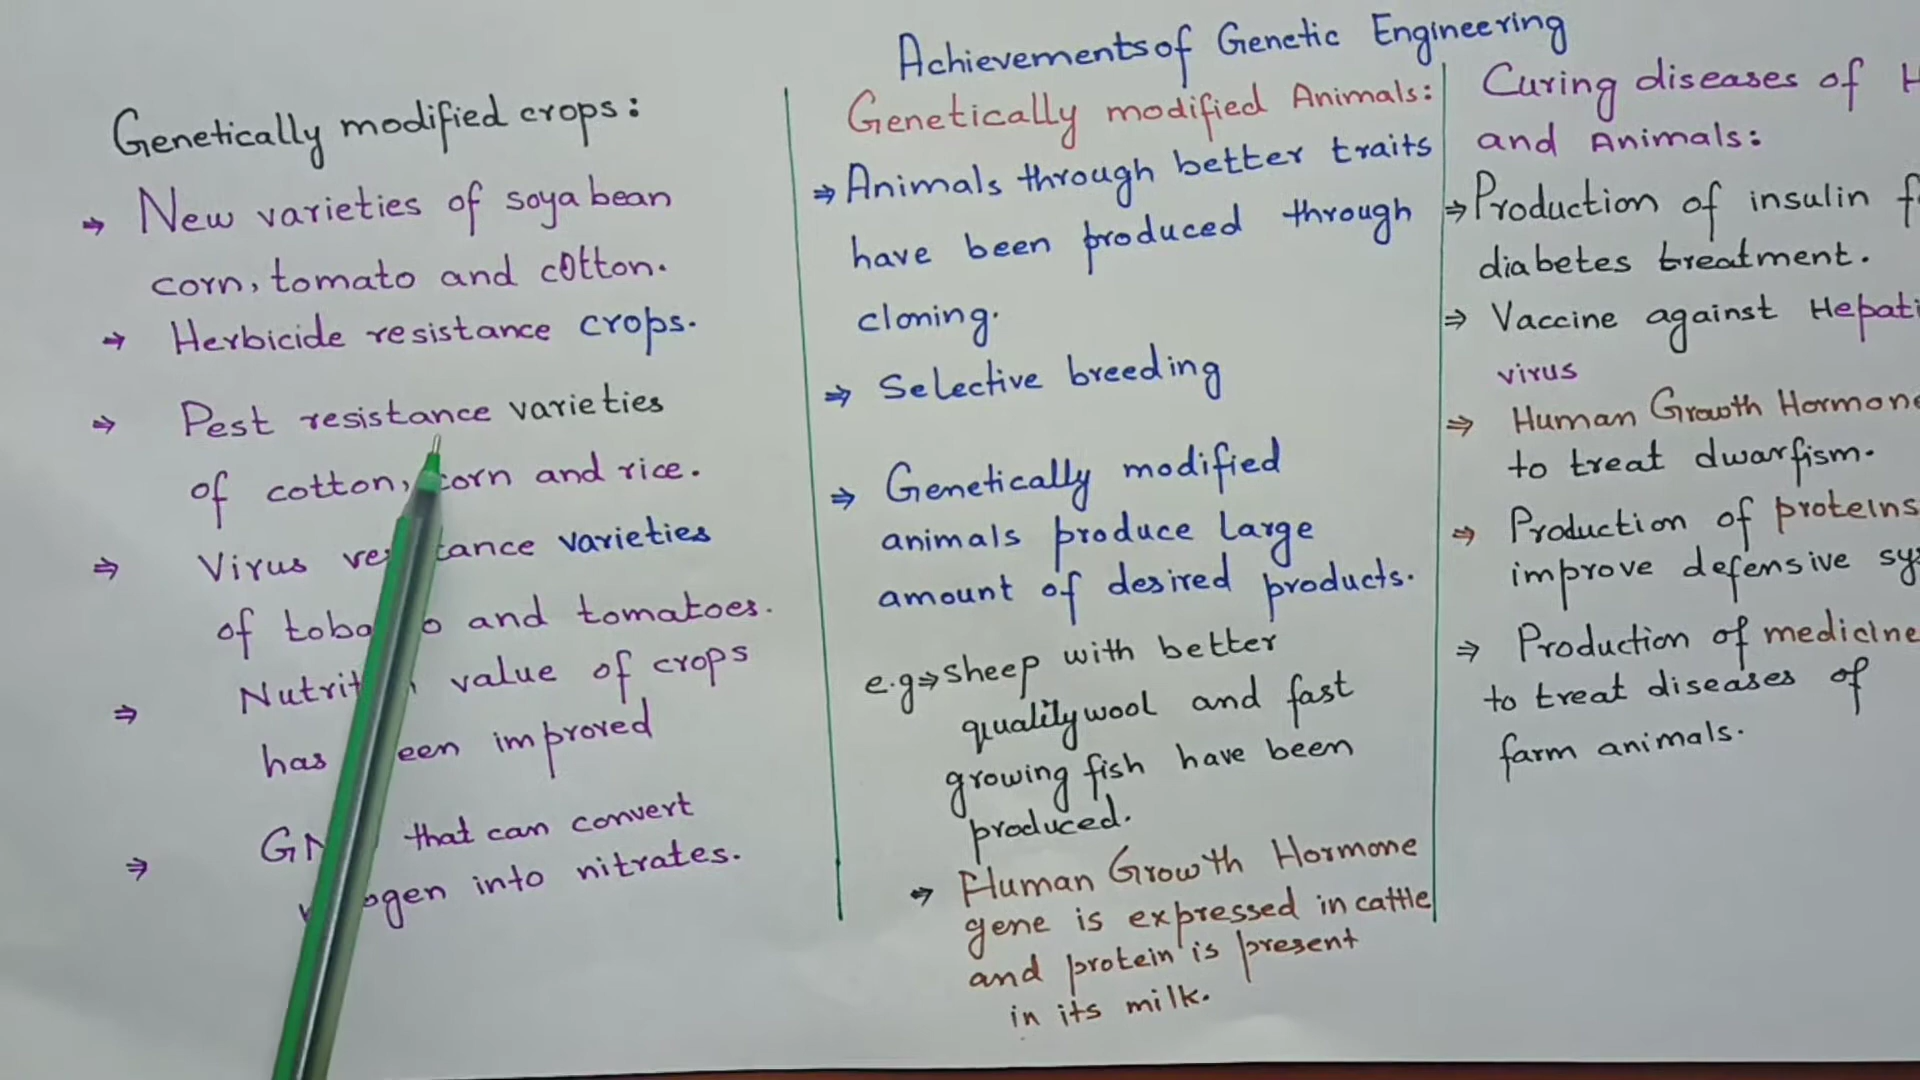 Achievements of Genetic Engineering
Genetically modified crops:
⇒ New varieties of soyabean
corn, tomato and cotton.
⇒ Herbicide resistance crops.
⇒ Pest resistance varieties
of cotton, corn and rice.
⇒ Virus varieties
of and tomatoes.
⇒ value of crops
has improved
⇒ that can convert
into nitrates.
Genetically modified Animals:
⇒ Animals through better traits
have been produced through
cloning.
⇒ Selective breeding
⇒ Genetically modified
animals produce large
amount of desired products.
e.g⇒ sheep with better
quality wool and fast
growing fish have been
produced.
⇒ Human Growth Hormone
gene is expressed in cattle
and protein is present
in its milk.
Curing diseases of
and Animals:
⇒ Production of insulin
diabetes treatment.
⇒ Vaccine against
virus
⇒ Human Growth Hormone
to treat dwarfism.
⇒ Production of proteins
improve defensive
⇒ Production of medicine
to treat diseases of
farm animals.